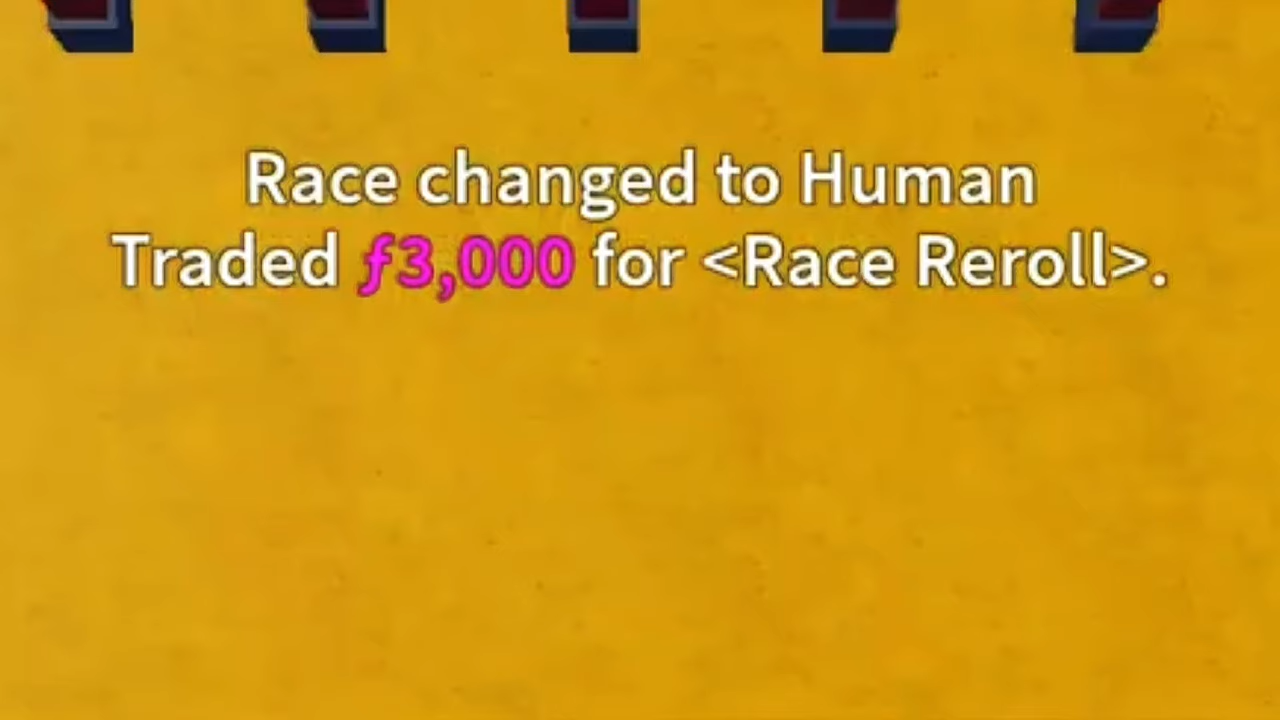 Race changed to Human
Traded ƒ3,000 for <Race Reroll>.